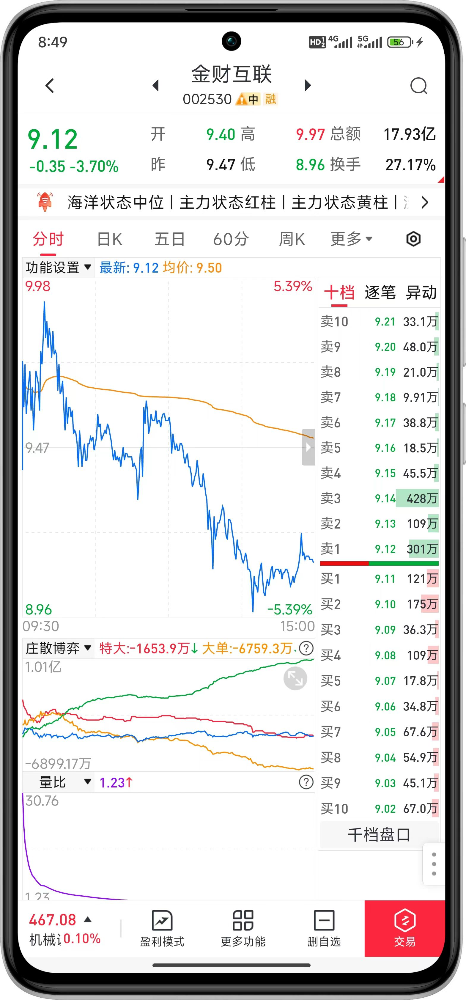 8:49 HD 1 2 4G 5G 56
金财互联
002530 中 融
9.12 开 9.40 高 9.97 总额 17.93亿
-0.35 -3.70% 昨 9.47 低 8.96 换手 27.17%
海洋状态中位 | 主力状态红柱 | 主力状态黄柱 |
分时 日K 五日 60分 周K 更多
功能设置 最新: 9.12 均价: 9.50
9.98 5.39%
9.47
8.96 -5.39%
09:30 15:00
十档 逐笔 异动
卖10 9.21 33.1万
卖9 9.20 48.0万
卖8 9.19 21.0万
卖7 9.18 9.91万
卖6 9.17 38.8万
卖5 9.16 18.5万
卖4 9.15 45.5万
卖3 9.14 428万
卖2 9.13 109万
卖1 9.12 301万
买1 9.11 121万
买2 9.10 175万
买3 9.09 36.3万
买4 9.08 109万
买5 9.07 17.8万
买6 9.06 34.8万
买7 9.05 67.6万
买8 9.04 54.9万
买9 9.03 45.1万
买10 9.02 67.0万
千档盘口
庄散博弈 特大:-1653.9万↓ 大单:-6759.3万 ?
1.01亿
-6899.17万
量比 1.23↑ ?
30.76
1.23
467.08
机械 0.10%
盈利模式 更多功能 删自选 交易